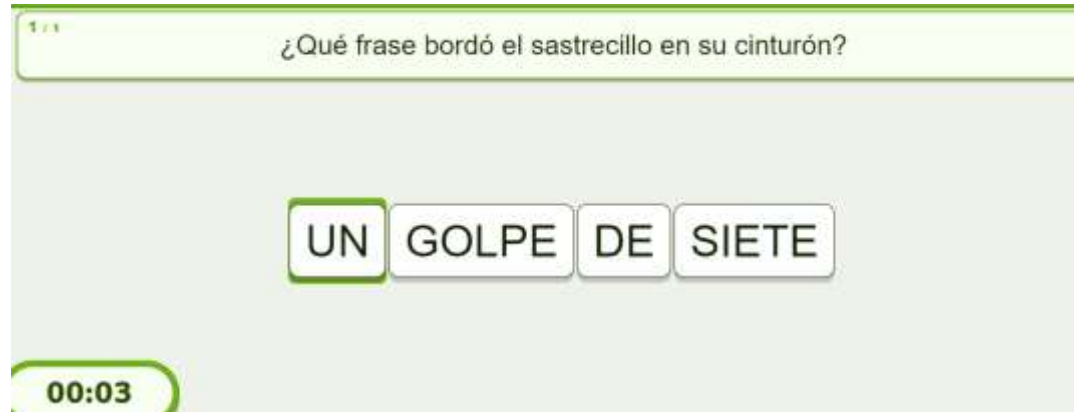 1 / 1
¿Qué frase bordó el sastrecillo en su cinturón?
UN GOLPE DE SIETE
00:03